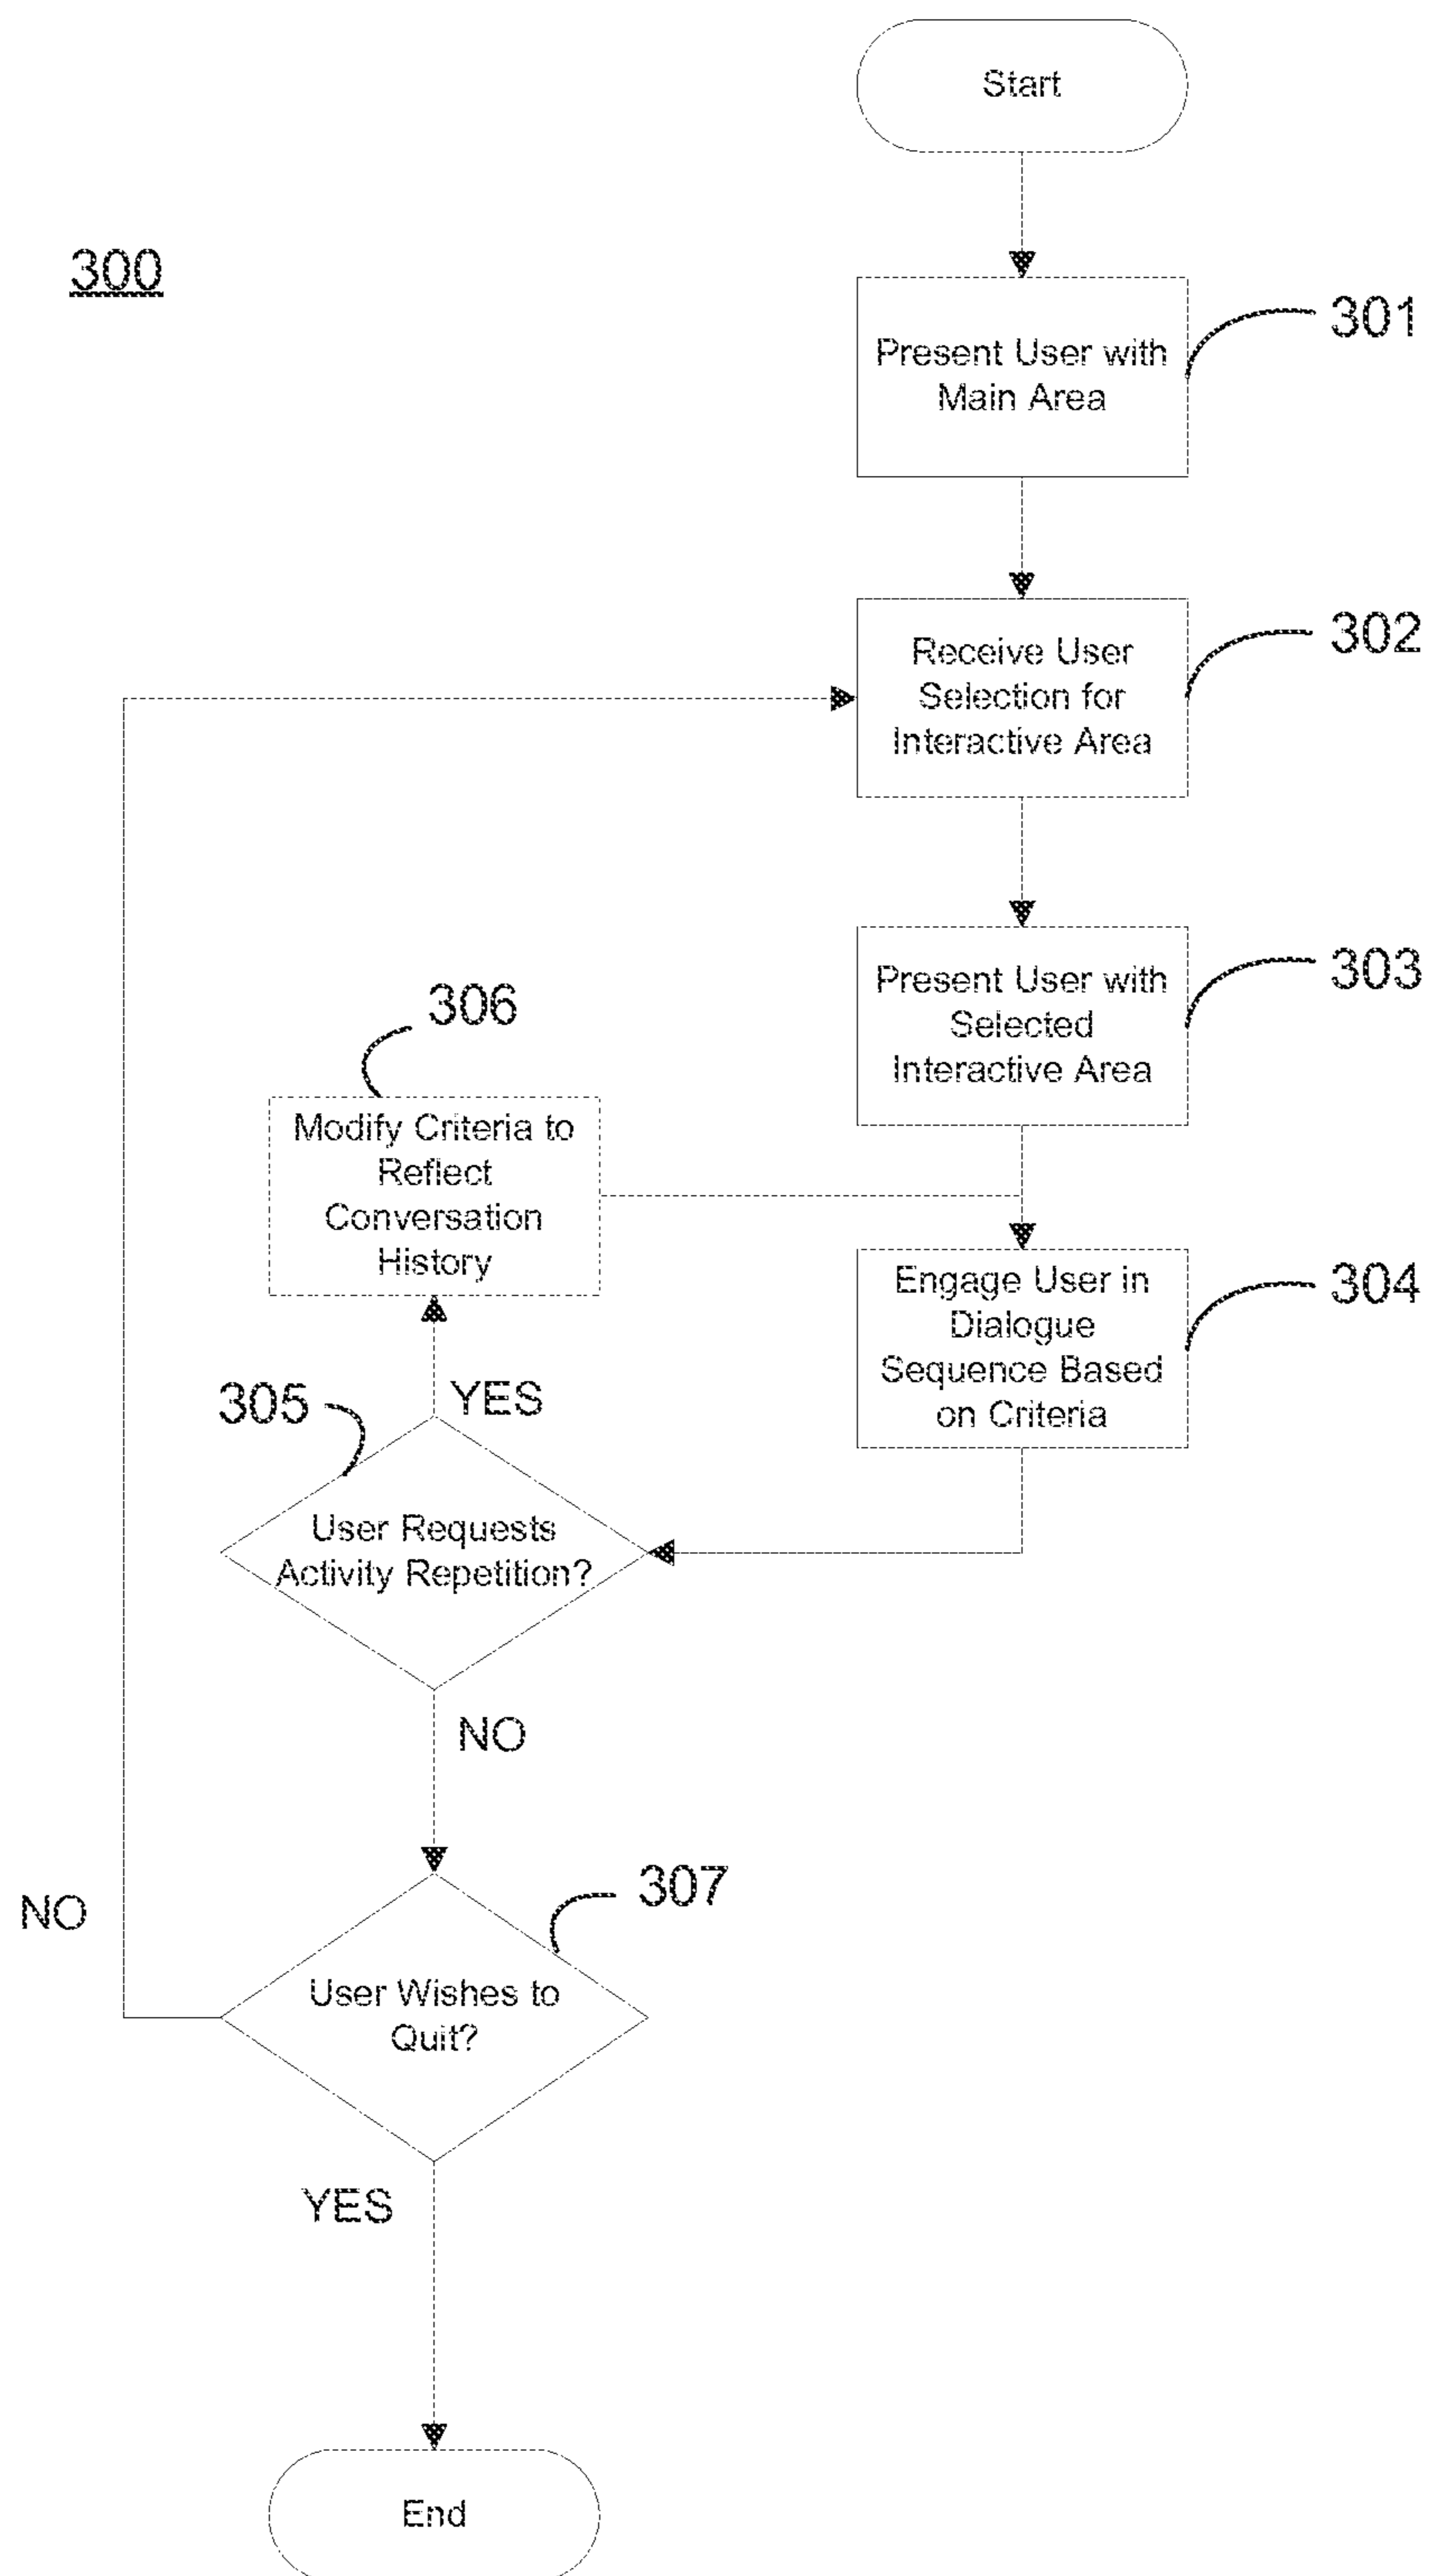 Start
300
301
Present User with
Main Area
302
Receive User
Selection for
Interactive Area
303
Present User with
Selected
Interactive Area
306
Modify Criteria to
Reflect
Conversation
History
304
Engage User in
Dialogue
Sequence Based
on Criteria
305
YES
User Requests
Activity Repetition?
NO
307
NO
User Wishes to
Quit?
YES
End